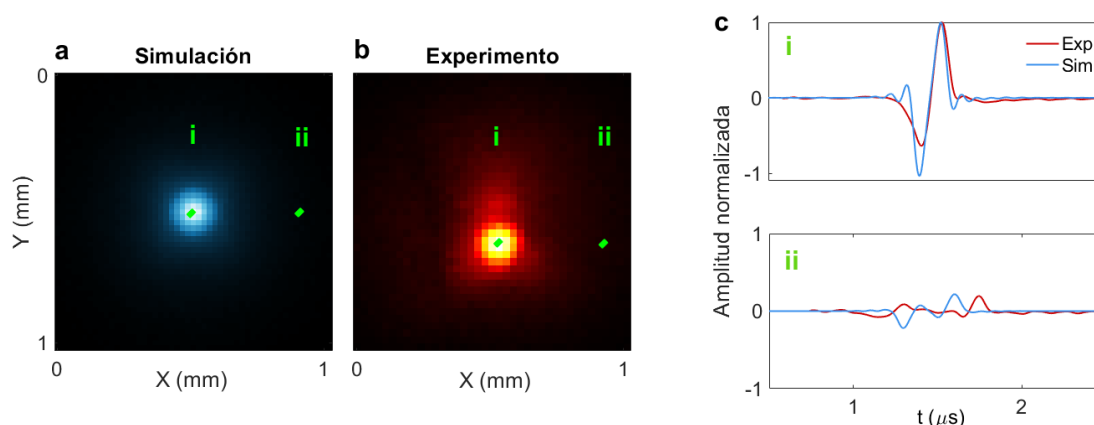 a
Simulación
0
i
ii
Y (mm)
1
0
1
X (mm)
b
Experimento
i
ii
0
1
X (mm)
c
Amplitud normalizada
1
i
Exp
Sim
0
-1
1
ii
0
-1
1
2
t (μs)